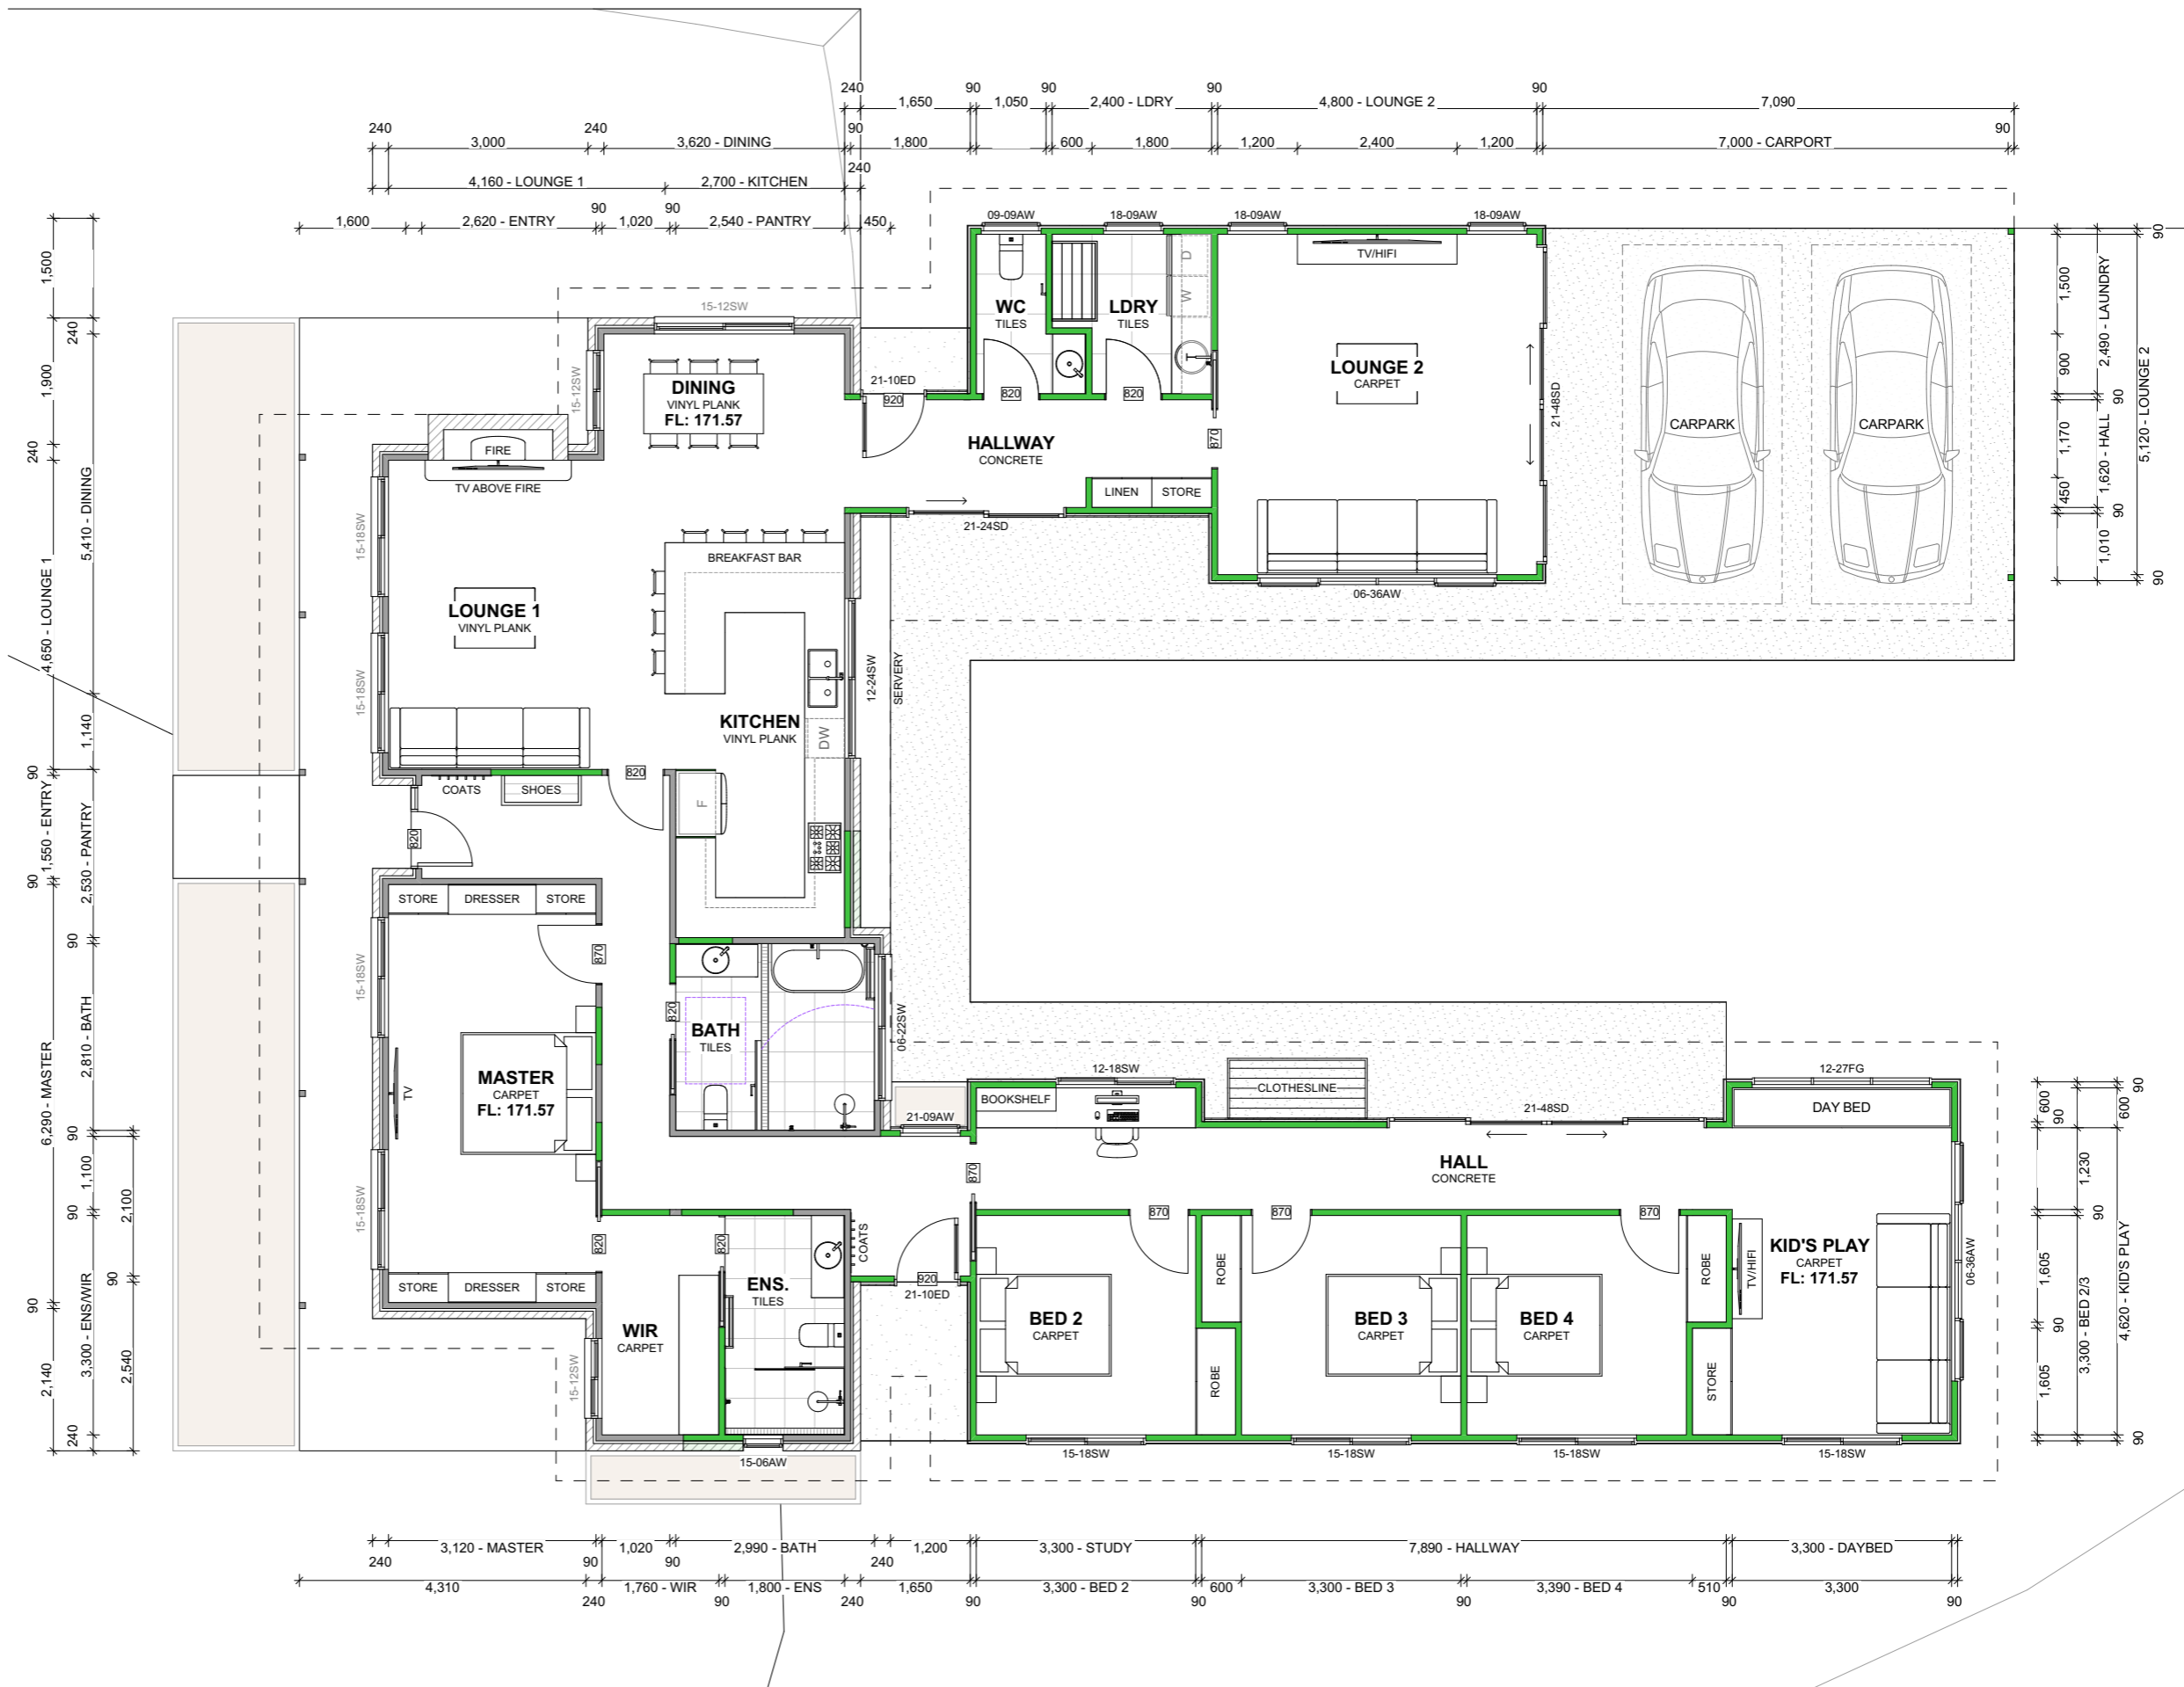 240
90
90
90
90
1,650
1,050
2,400 - LDRY
4,800 - LOUNGE 2
7,090
240
240
90
90
3,000
3,620 - DINING
1,800
600
1,800
1,200
2,400
1,200
7,000 - CARPORT
240
4,160 - LOUNGE 1
2,700 - KITCHEN
90
90
1,600
2,620 - ENTRY
1,020
2,540 - PANTRY
450
09-09AW
18-09AW
18-09AW
18-09AW
TV/HIFI
D
W
WC
TILES
LDRY
TILES
15-12SW
15-12SW
DINING
VINYL PLANK
FL: 171.57
21-10ED
920
820
820
LOUNGE 2
CARPET
21-48SD
CARPARK
CARPARK
HALLWAY
CONCRETE
870
LINEN
STORE
21-24SD
06-36AW
FIRE
TV ABOVE FIRE
15-18SW
BREAKFAST BAR
LOUNGE 1
VINYL PLANK
15-18SW
12-24SW
SERVERY
KITCHEN
VINYL PLANK
DW
820
COATS
SHOES
F
820
STORE
DRESSER
STORE
870
15-18SW
820
BATH
TILES
06-22SW
MASTER
CARPET
FL: 171.57
TV
15-18SW
21-09AW
BOOKSHELF
12-18SW
CLOTHESLINE
21-48SD
12-27FG
DAY BED
870
HALL
CONCRETE
870
870
870
820
820
COATS
ENS.
TILES
920
21-10ED
STORE
DRESSER
STORE
WIR
CARPET
15-12SW
15-06AW
BED 2
CARPET
ROBE
ROBE
BED 3
CARPET
BED 4
CARPET
ROBE
STORE
TV/HIFI
KID'S PLAY
CARPET
FL: 171.57
06-36AW
15-18SW
15-18SW
15-18SW
15-18SW
1,500
240
1,900
240
5,410 - DINING
4,650 - LOUNGE 1
1,140
90
1,550 - ENTRY
90
2,530 - PANTRY
90
2,810 - BATH
6,290 - MASTER
90
1,100
90
2,100
90
90
3,300 - ENS/WIR
2,140
2,540
240
90
1,500
2,490 - LAUNDRY
900
90
5,120 - LOUNGE 2
1,170
1,620 - HALL
450
90
1,010
90
90
600
600
90
1,230
90
1,605
4,620 - KID'S PLAY
3,300 - BED 2/3
90
1,605
90
3,120 - MASTER
1,020
2,990 - BATH
1,200
3,300 - STUDY
7,890 - HALLWAY
3,300 - DAYBED
240
90
90
240
4,310
1,760 - WIR
1,800 - ENS
1,650
3,300 - BED 2
600
3,300 - BED 3
3,390 - BED 4
510
3,300
240
90
240
90
90
90
90
90